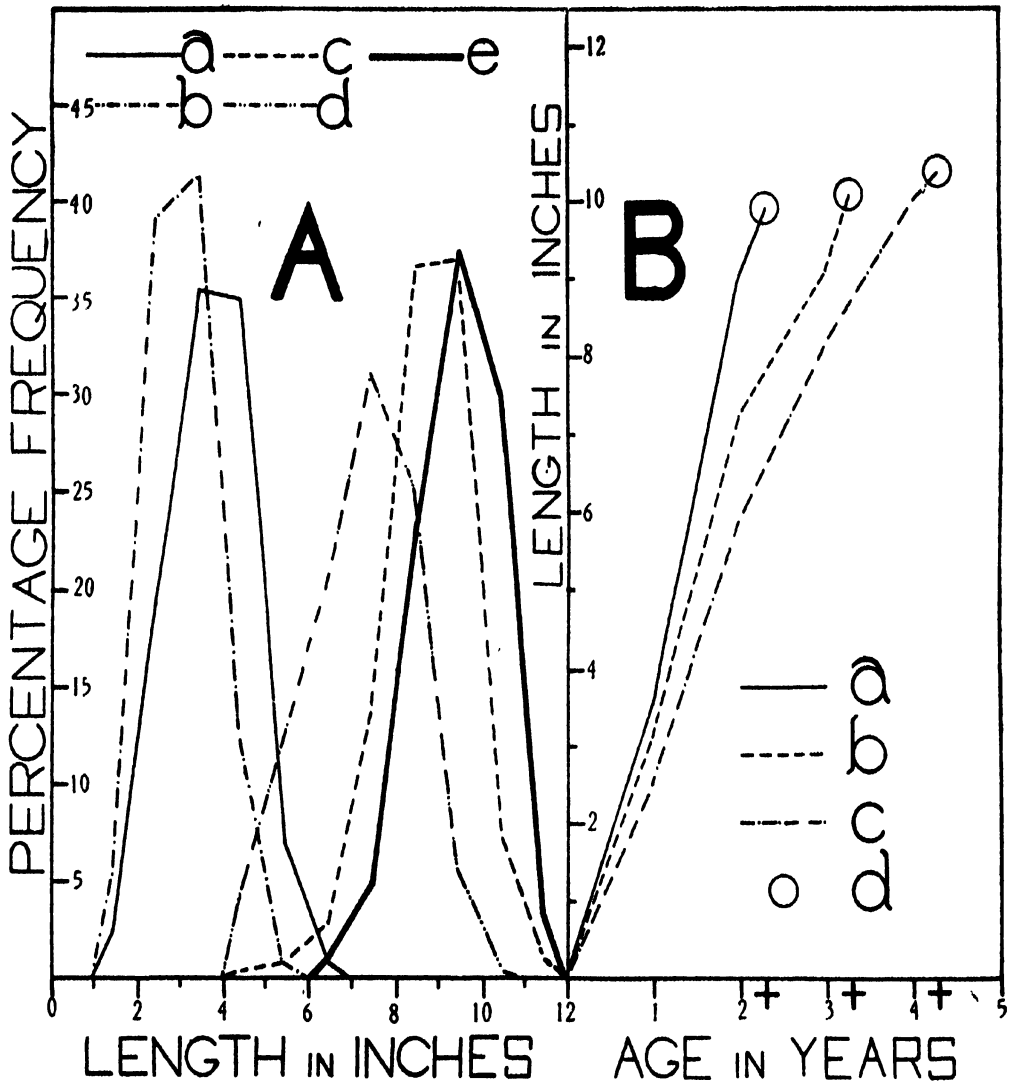 a c e
b d
45
40
35
30
25
20
15
10
5
PERCENTAGE FREQUENCY
A
0 2 4 6 8 10 12
LENGTH IN INCHES
12
10
8
6
4
2
LENGTH IN INCHES
B
a
b
c
d
1 2 + 3 + 4 + 5
AGE IN YEARS